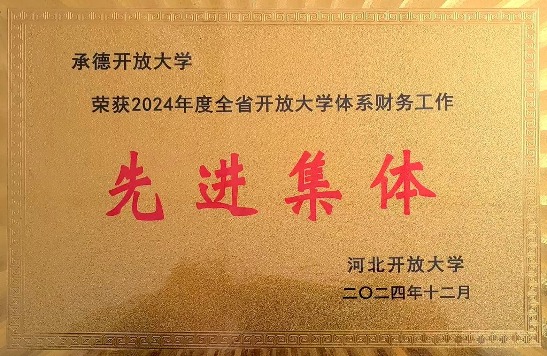 承德开放大学
荣获2024年度全省开放大学体系财务工作
先进集体
河北开放大学
二〇二四年十二月